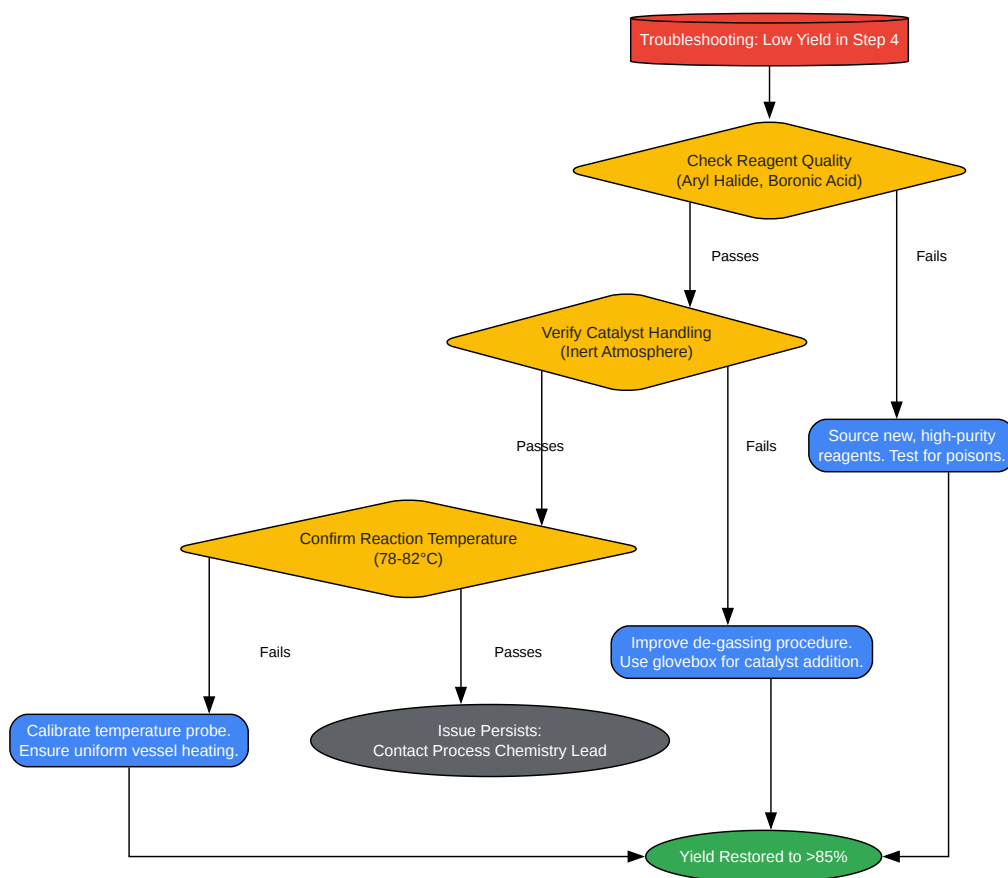 Troubleshooting: Low Yield in Step 4
Check Reagent Quality
(Aryl Halide, Boronic Acid)
Passes
Fails
Verify Catalyst Handling
(Inert Atmosphere)
Passes
Fails
Source new, high-purity
reagents. Test for poisons.
Confirm Reaction Temperature
(78-82°C)
Fails
Passes
Improve de-gassing procedure.
Use glovebox for catalyst addition.
Calibrate temperature probe.
Ensure uniform vessel heating.
Issue Persists:
Contact Process Chemistry Lead
Yield Restored to >85%